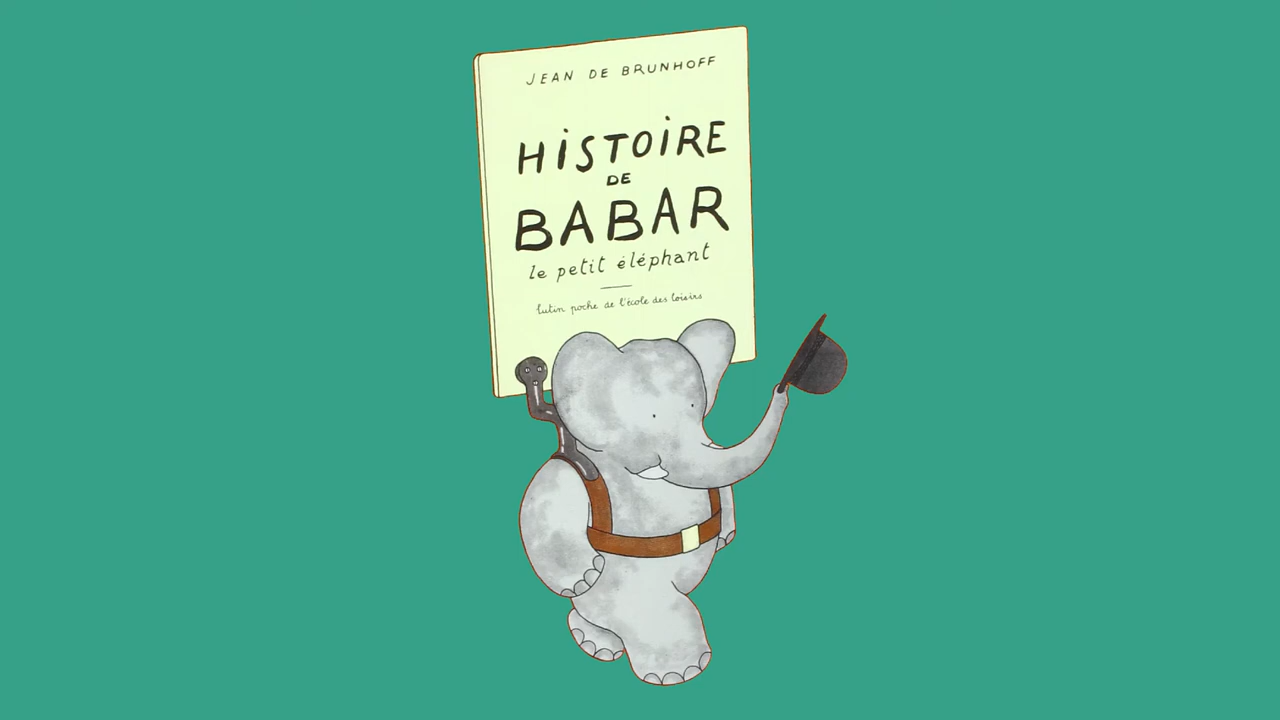 JEAN DE BRUNHOFF
HiSTOiRE
DE
BABAR
le petit éléphant
lutin poche de l'école des loisirs